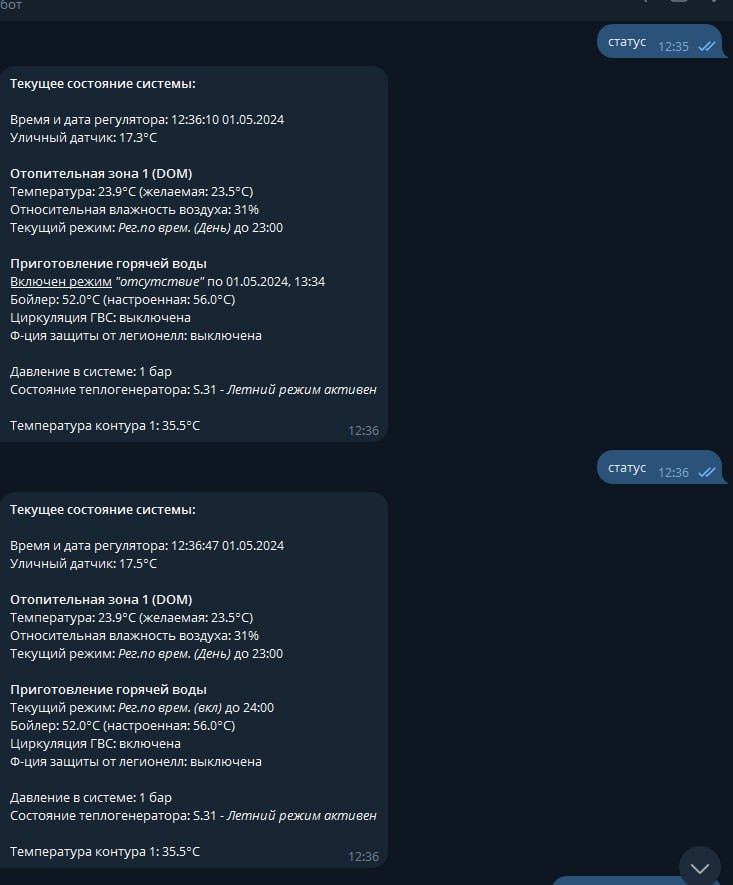 бот
статус 12:35
Текущее состояние системы:
Время и дата регулятора: 12:36:10 01.05.2024
Уличный датчик: 17.3°C
Отопительная зона 1 (DOM)
Температура: 23.9°C (желаемая: 23.5°C)
Относительная влажность воздуха: 31%
Текущий режим: Рег.по врем. (День) до 23:00
Приготовление горячей воды
Включен режим "отсутствие" по 01.05.2024, 13:34
Бойлер: 52.0°C (настроенная: 56.0°C)
Циркуляция ГВС: выключена
Ф-ция защиты от легионелл: выключена
Давление в системе: 1 бар
Состояние теплогенератора: S.31 - Летний режим активен
Температура контура 1: 35.5°C
12:36
статус 12:36
Текущее состояние системы:
Время и дата регулятора: 12:36:47 01.05.2024
Уличный датчик: 17.5°C
Отопительная зона 1 (DOM)
Температура: 23.9°C (желаемая: 23.5°C)
Относительная влажность воздуха: 31%
Текущий режим: Рег.по врем. (День) до 23:00
Приготовление горячей воды
Текущий режим: Рег.по врем. (вкл) до 24:00
Бойлер: 52.0°C (настроенная: 56.0°C)
Циркуляция ГВС: включена
Ф-ция защиты от легионелл: выключена
Давление в системе: 1 бар
Состояние теплогенератора: S.31 - Летний режим активен
Температура контура 1: 35.5°C
12:36